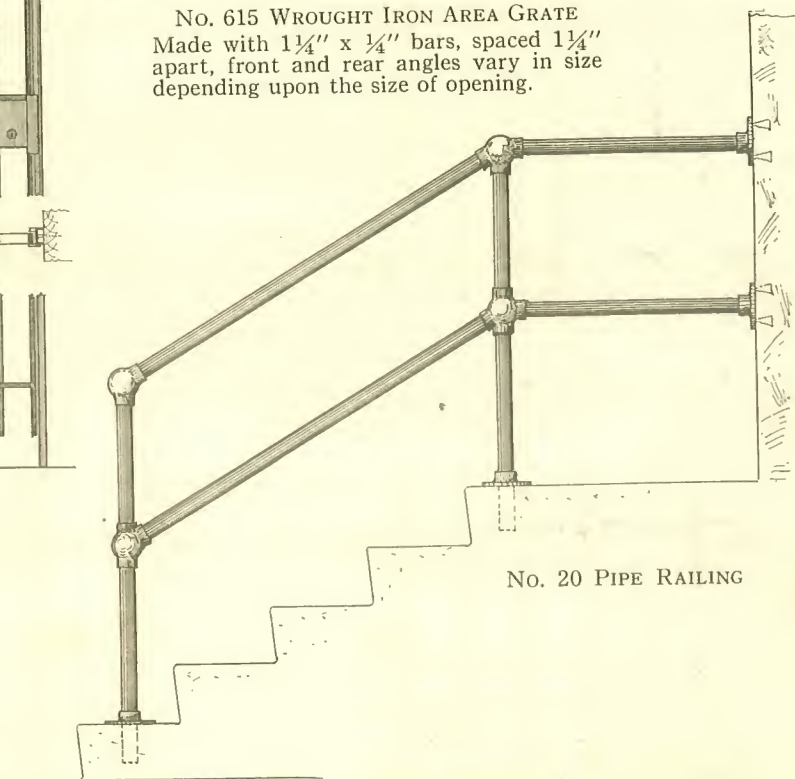 No. 615 Wrought Iron Area Grate
Made with 1¼" x ¼" bars, spaced 1¼"
apart, front and rear angles vary in size
depending upon the size of opening.
No. 20 Pipe Railing